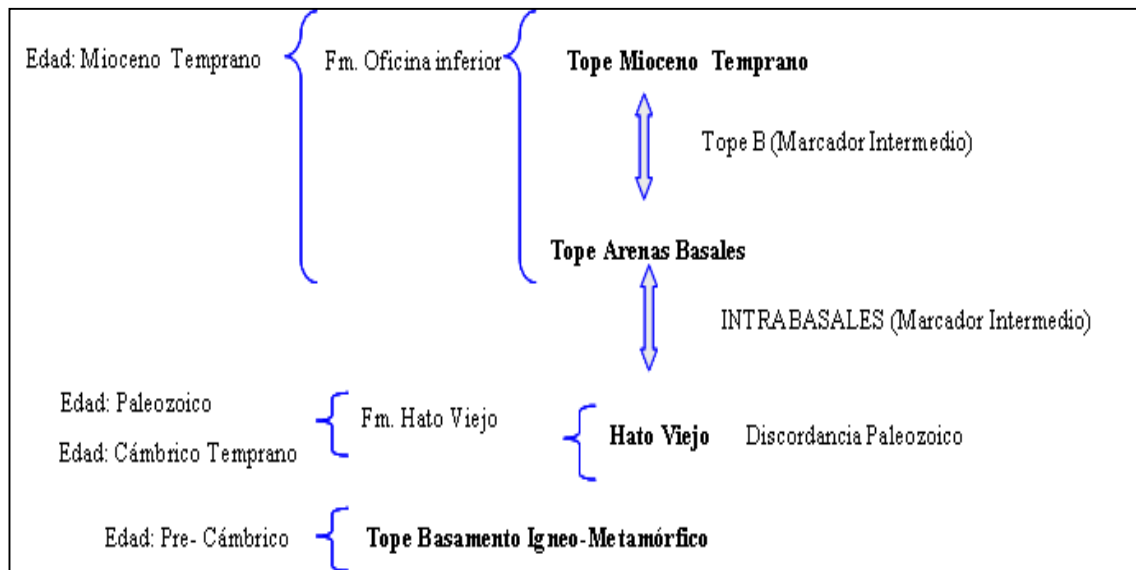 Edad: Mioceno Temprano
Fm. Oficina inferior
Tope Mioceno Temprano
Tope B (Marcador Intermedio)
Tope Arenas Basales
INTRABASALES (Marcador Intermedio)
Edad: Paleozoico
Edad: Cámbrico Temprano
Fm. Hato Viejo
Hato Viejo
Discordancia Paleozoico
Edad: Pre- Cámbrico
Tope Basamento Igneo-Metamórfico